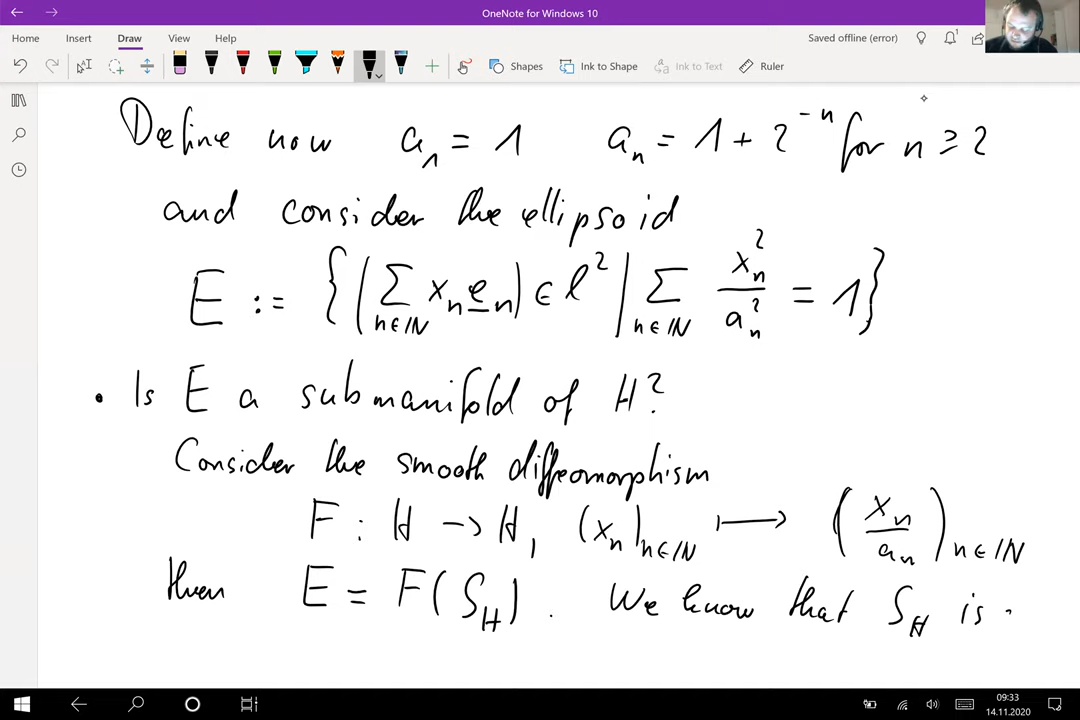 OneNote for Windows 10
Home Insert Draw View Help Saved offline (error)
Shapes Ink to Shape Ink to Text Ruler
Define now a₁ = 1 aₙ = 1 + 2⁻ⁿ for n ≥ 2
and consider the ellipsoid
E := { (∑_{n∈ℕ} xₙ e̲ₙ) ∈ ℓ² | ∑_{n∈ℕ} xₙ²/aₙ² = 1 }
• Is E a submanifold of H?
Consider the smooth diffeomorphism
F : H → H, (xₙ)_{n∈ℕ} ⟼ (xₙ/aₙ)_{n∈ℕ}
then E = F(S_H). We know that S_H is
09:33
14.11.2020